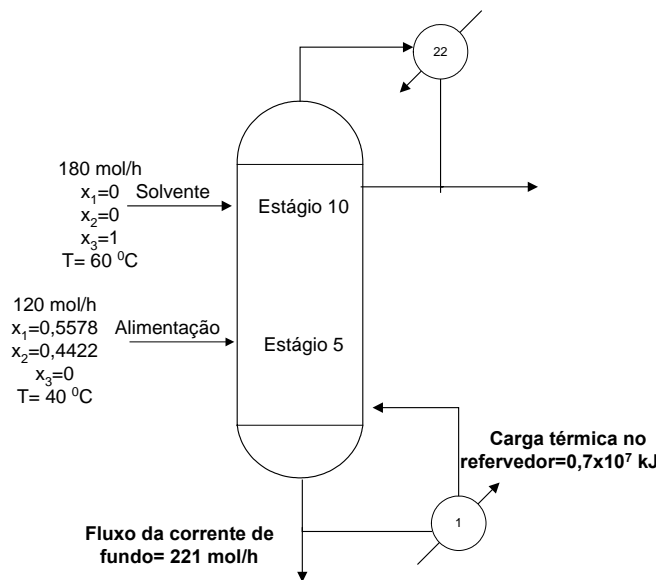 22
180 mol/h
x₁=0
x₂=0
x₃=1
T= 60 ⁰C
Solvente
Estágio 10
120 mol/h
x₁=0,5578
x₂=0,4422
x₃=0
T= 40 ⁰C
Alimentação
Estágio 5
Carga térmica no
refervedor=0,7x10⁷ kJ
1
Fluxo da corrente de
fundo= 221 mol/h